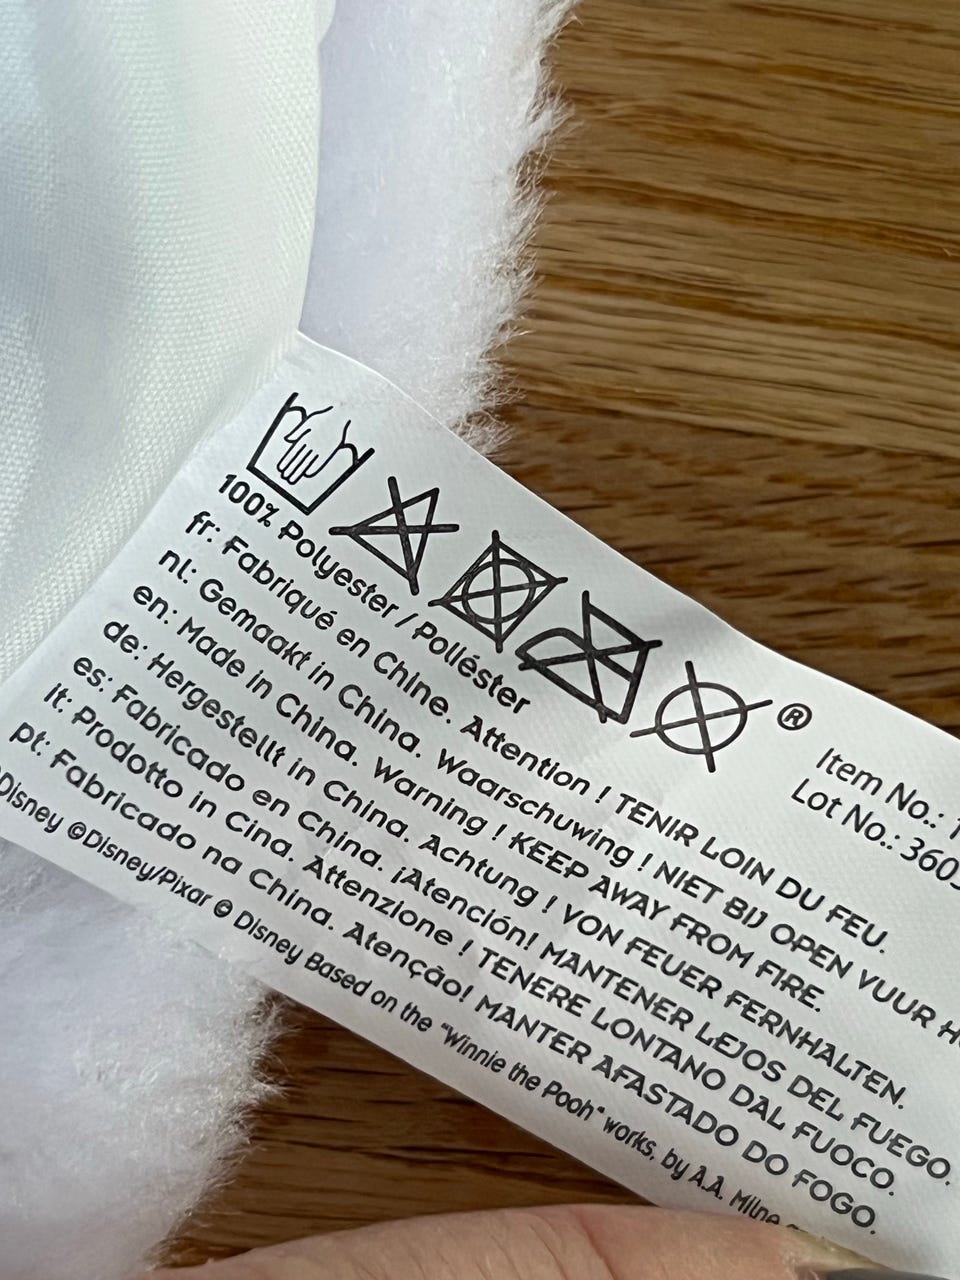 100% Polyester / Polléster
fr: Fabriqué en Chine. Attention ! TENIR LOIN DU FEU.
nl: Gemaakt in China. Waarschuwing ! NIET BIJ OPEN VUUR
en: Made in China. Warning ! KEEP AWAY FROM FIRE.
de: Hergestellt in China. Achtung ! VON FEUER FERNHALTEN.
es: Fabricado en China. ¡Atención! MANTENER LEJOS DEL FUEGO.
it: Prodotto in Cina. Attenzione ! TENERE LONTANO DAL FUOCO.
pt: Fabricado na China. Atenção! MANTER AFASTADO DO FOGO.
©Disney ©Disney/Pixar © Disney Based on the "Winnie the Pooh" works, by A.A. Milne
®
Item No.: 1
Lot No.: 3603